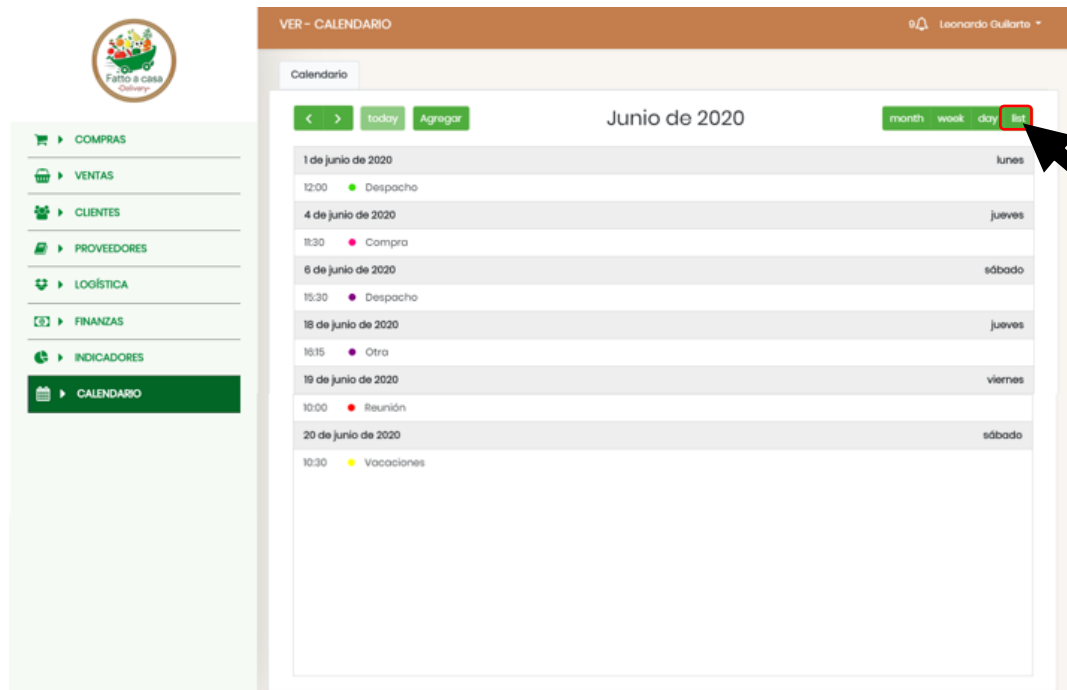 VER - CALENDARIO
9 Leonardo Guilarte
Fatto a casa
-Delivery-
COMPRAS
VENTAS
CLIENTES
PROVEEDORES
LOGÍSTICA
FINANZAS
INDICADORES
CALENDARIO
Calendario
< > today Agregar Junio de 2020 month week day list
1 de junio de 2020 lunes
12:00 Despacho
4 de junio de 2020 jueves
11:30 Compra
6 de junio de 2020 sábado
15:30 Despacho
18 de junio de 2020 jueves
16:15 Otra
19 de junio de 2020 viernes
10:00 Reunión
20 de junio de 2020 sábado
10:30 Vacaciones